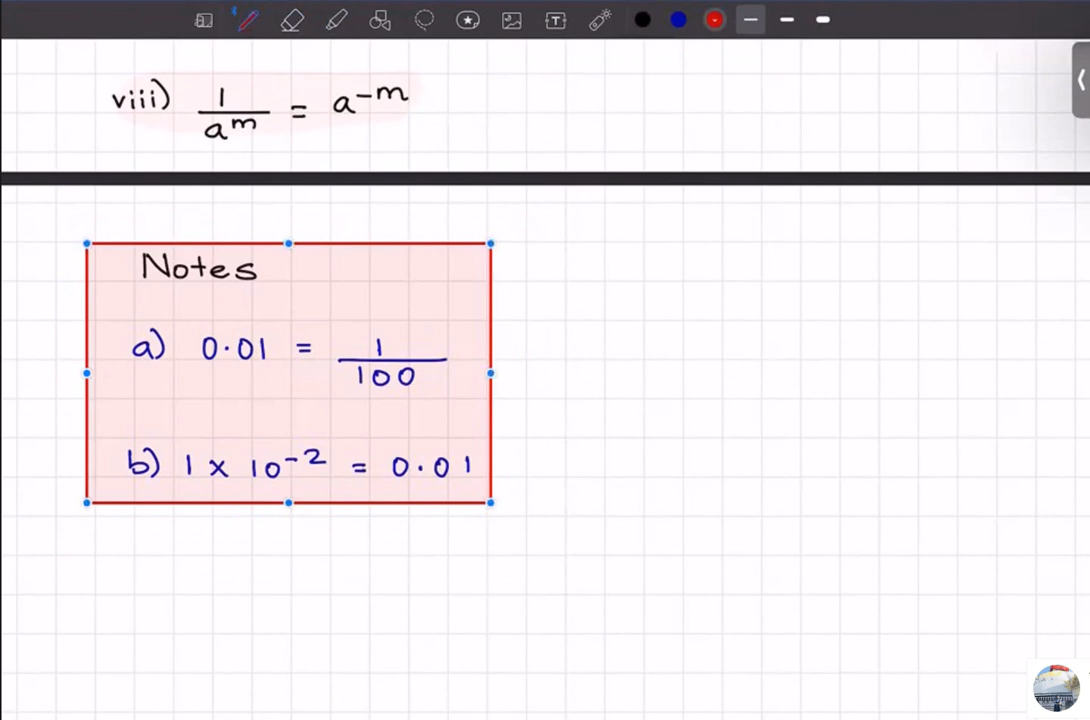 viii) 1/a^m = a^-m
Notes
a) 0.01 = 1/100
b) 1 x 10^-2 = 0.01